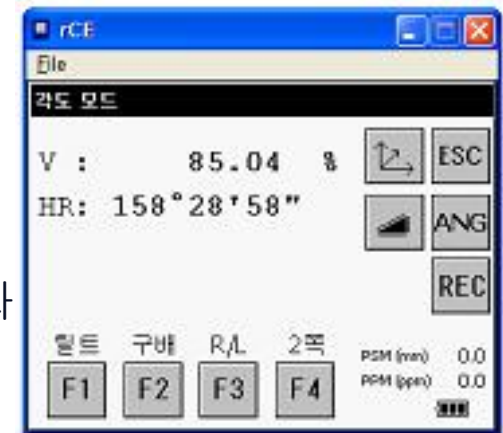 rCE
File
각도 모드
V : 85.04 %
HR: 158°28'58"
ESC
ANG
REC
틸트 구배 R/L 2쪽
F1 F2 F3 F4
PSM (mm) 0.0
PPM (ppm) 0.0